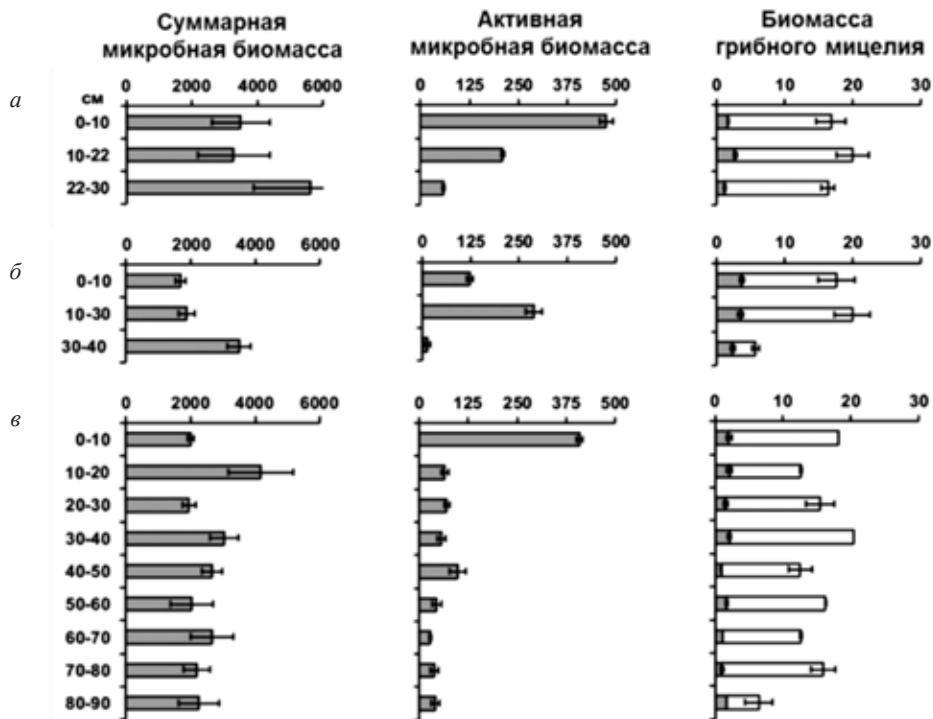 Суммарная
микробная биомасса
Активная
микробная биомасса
Биомасса
грибного мицелия
а
0 2000 4000 6000
0 125 250 375 500
0 10 20 30
см
0-10
10-22
22-30
б
0 2000 4000 6000
0 125 250 375 500
0 10 20 30
0-10
10-30
30-40
в
0 2000 4000 6000
0 125 250 375 500
0 10 20 30
0-10
10-20
20-30
30-40
40-50
50-60
60-70
70-80
80-90